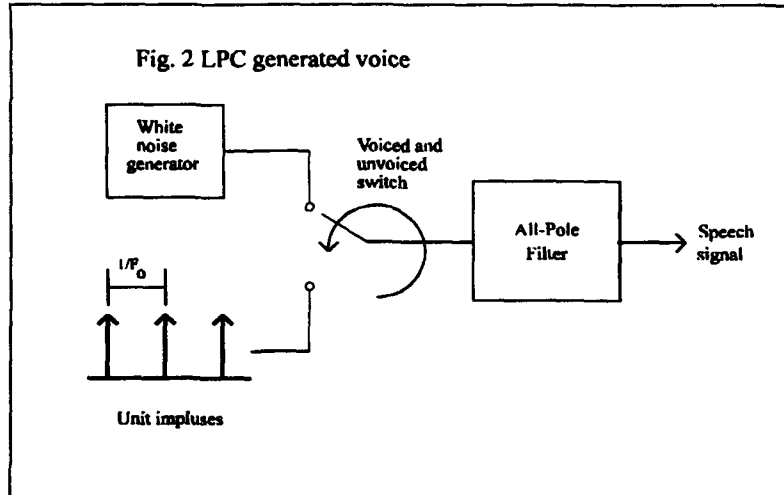 Fig. 2 LPC generated voice
White
noise
generator
Voiced and
unvoiced
switch
All-Pole
Filter
Speech
signal
1/F0
Unit impfuses